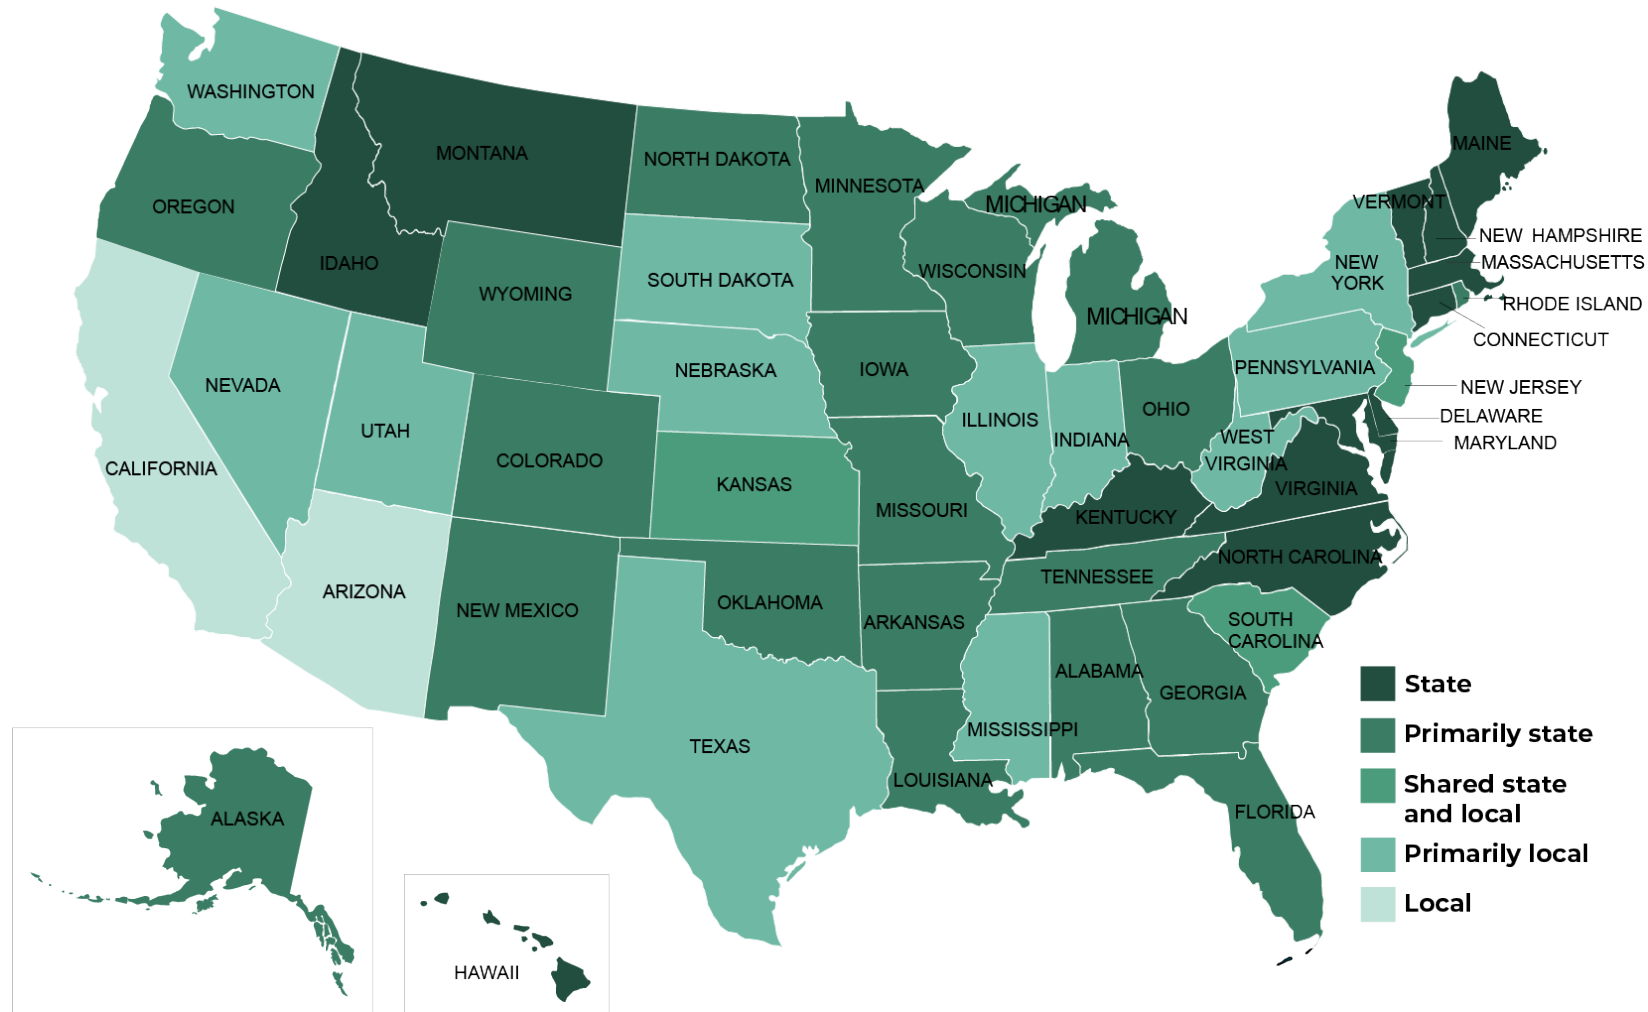 WASHINGTON
MAINE
MONTANA
NORTH DAKOTA
MINNESOTA
MICHIGAN
VERMONT
OREGON
NEW HAMPSHIRE
IDAHO
MASSACHUSETTS
WISCONSIN
NEW
YORK
SOUTH DAKOTA
WYOMING
RHODE ISLAND
MICHIGAN
CONNECTICUT
PENNSYLVANIA
NEBRASKA
IOWA
NEVADA
NEW JERSEY
OHIO
DELAWARE
ILLINOIS
UTAH
INDIANA
WEST
VIRGINIA
MARYLAND
COLORADO
CALIFORNIA
KANSAS
VIRGINIA
MISSOURI
KENTUCKY
NORTH CAROLINA
TENNESSEE
ARIZONA
OKLAHOMA
NEW MEXICO
ARKANSAS
SOUTH
CAROLINA
ALABAMA
GEORGIA
MISSISSIPPI
TEXAS
LOUISIANA
FLORIDA
ALASKA
HAWAII
State
Primarily state
Shared state
and local
Primarily local
Local